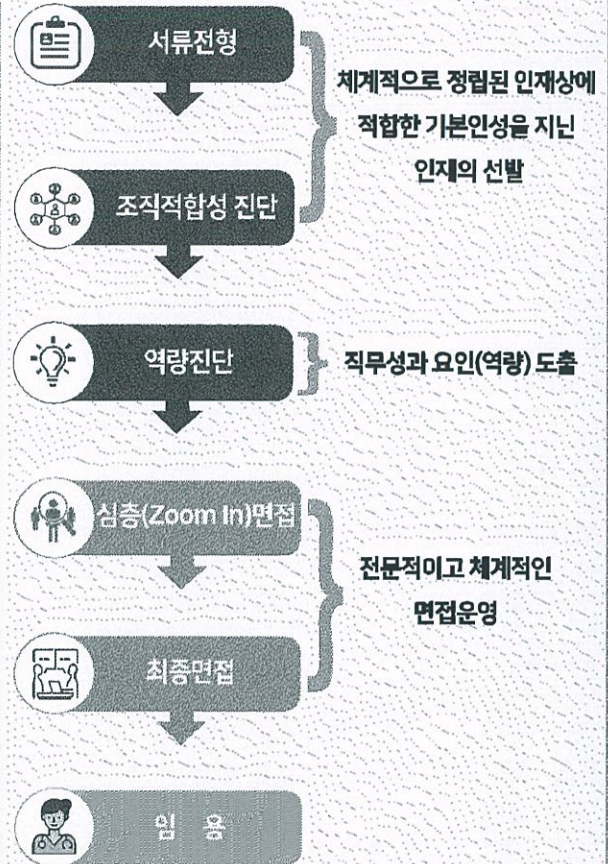 서류전형
체계적으로 정립된 인재상에
적합한 기본인성을 지닌
인재의 선발
조직적합성 진단
역량진단
직무성과 요인(역량) 도출
심층(Zoom In)면접
전문적이고 체계적인
면접운영
최종면접
임 용